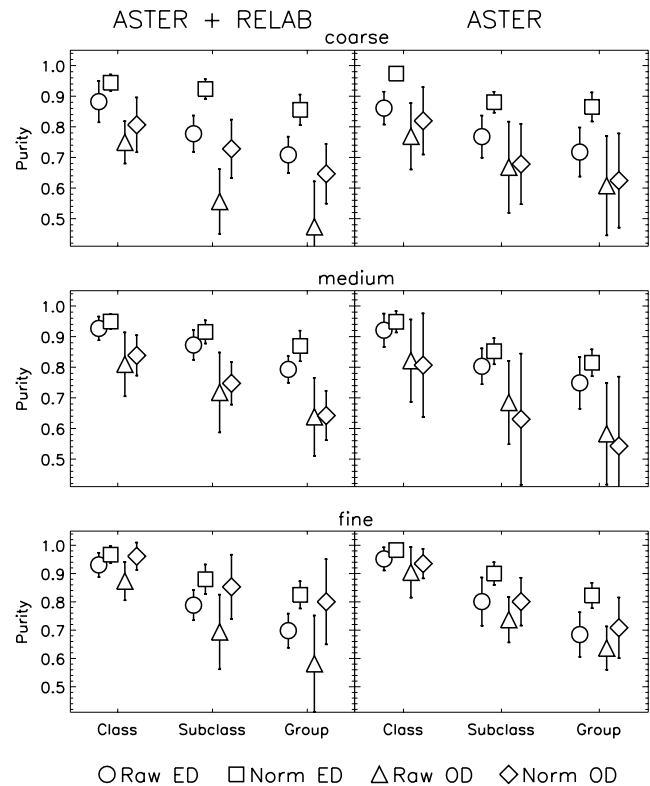 ASTER + RELAB ASTER
coarse
1.0
0.9
0.8
0.7
0.6
0.5
Purity
medium
1.0
0.9
0.8
0.7
0.6
0.5
Purity
fine
1.0
0.9
0.8
0.7
0.6
0.5
Purity
Class Subclass Group Class Subclass Group
Raw ED Norm ED Raw OD Norm OD